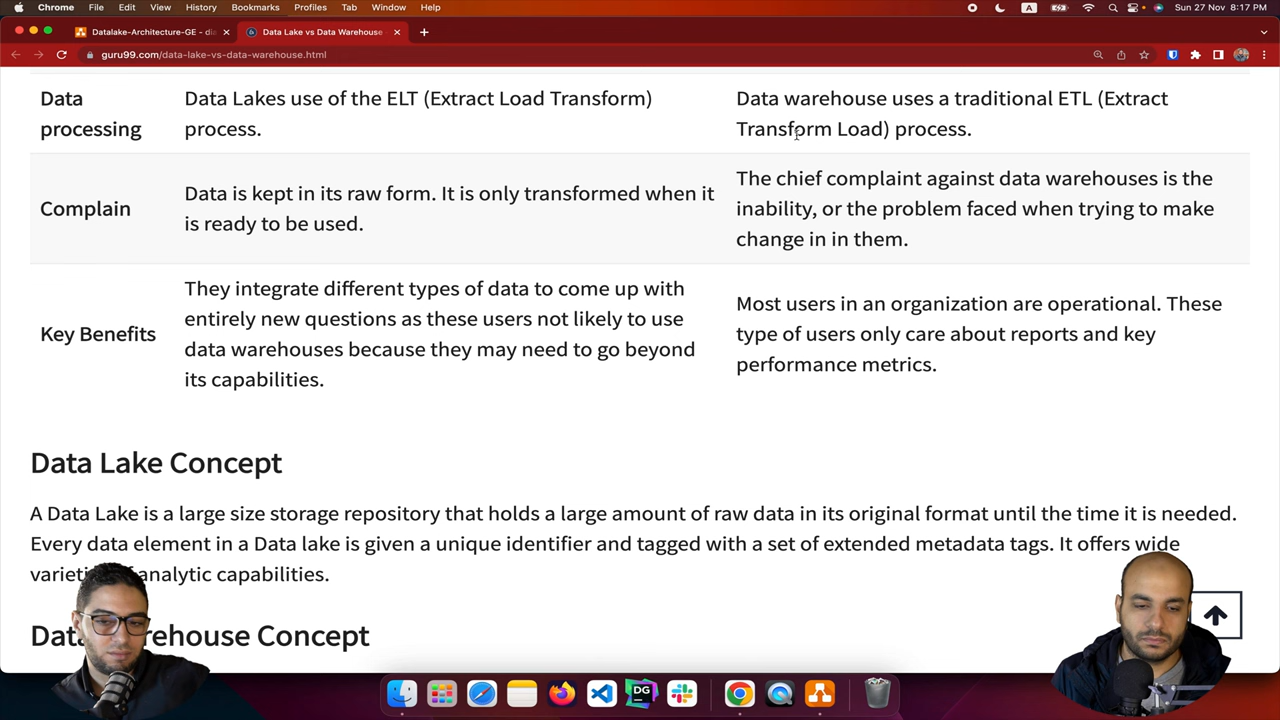 Chrome File Edit View History Bookmarks Profiles Tab Window Help A Sun 27 Nov 8:17 PM
Datalake-Architecture-GE - dia Data Lake vs Data Warehouse
guru99.com/data-lake-vs-data-warehouse.html
Data processing
Data Lakes use of the ELT (Extract Load Transform)
process.
Data warehouse uses a traditional ETL (Extract
Transform Load) process.
Complain
Data is kept in its raw form. It is only transformed when it
is ready to be used.
The chief complaint against data warehouses is the
inability, or the problem faced when trying to make
change in in them.
Key Benefits
They integrate different types of data to come up with
entirely new questions as these users not likely to use
data warehouses because they may need to go beyond
its capabilities.
Most users in an organization are operational. These
type of users only care about reports and key
performance metrics.
Data Lake Concept
A Data Lake is a large size storage repository that holds a large amount of raw data in its original format until the time it is needed.
Every data element in a Data lake is given a unique identifier and tagged with a set of extended metadata tags. It offers wide
analytic capabilities.
Concept
DG